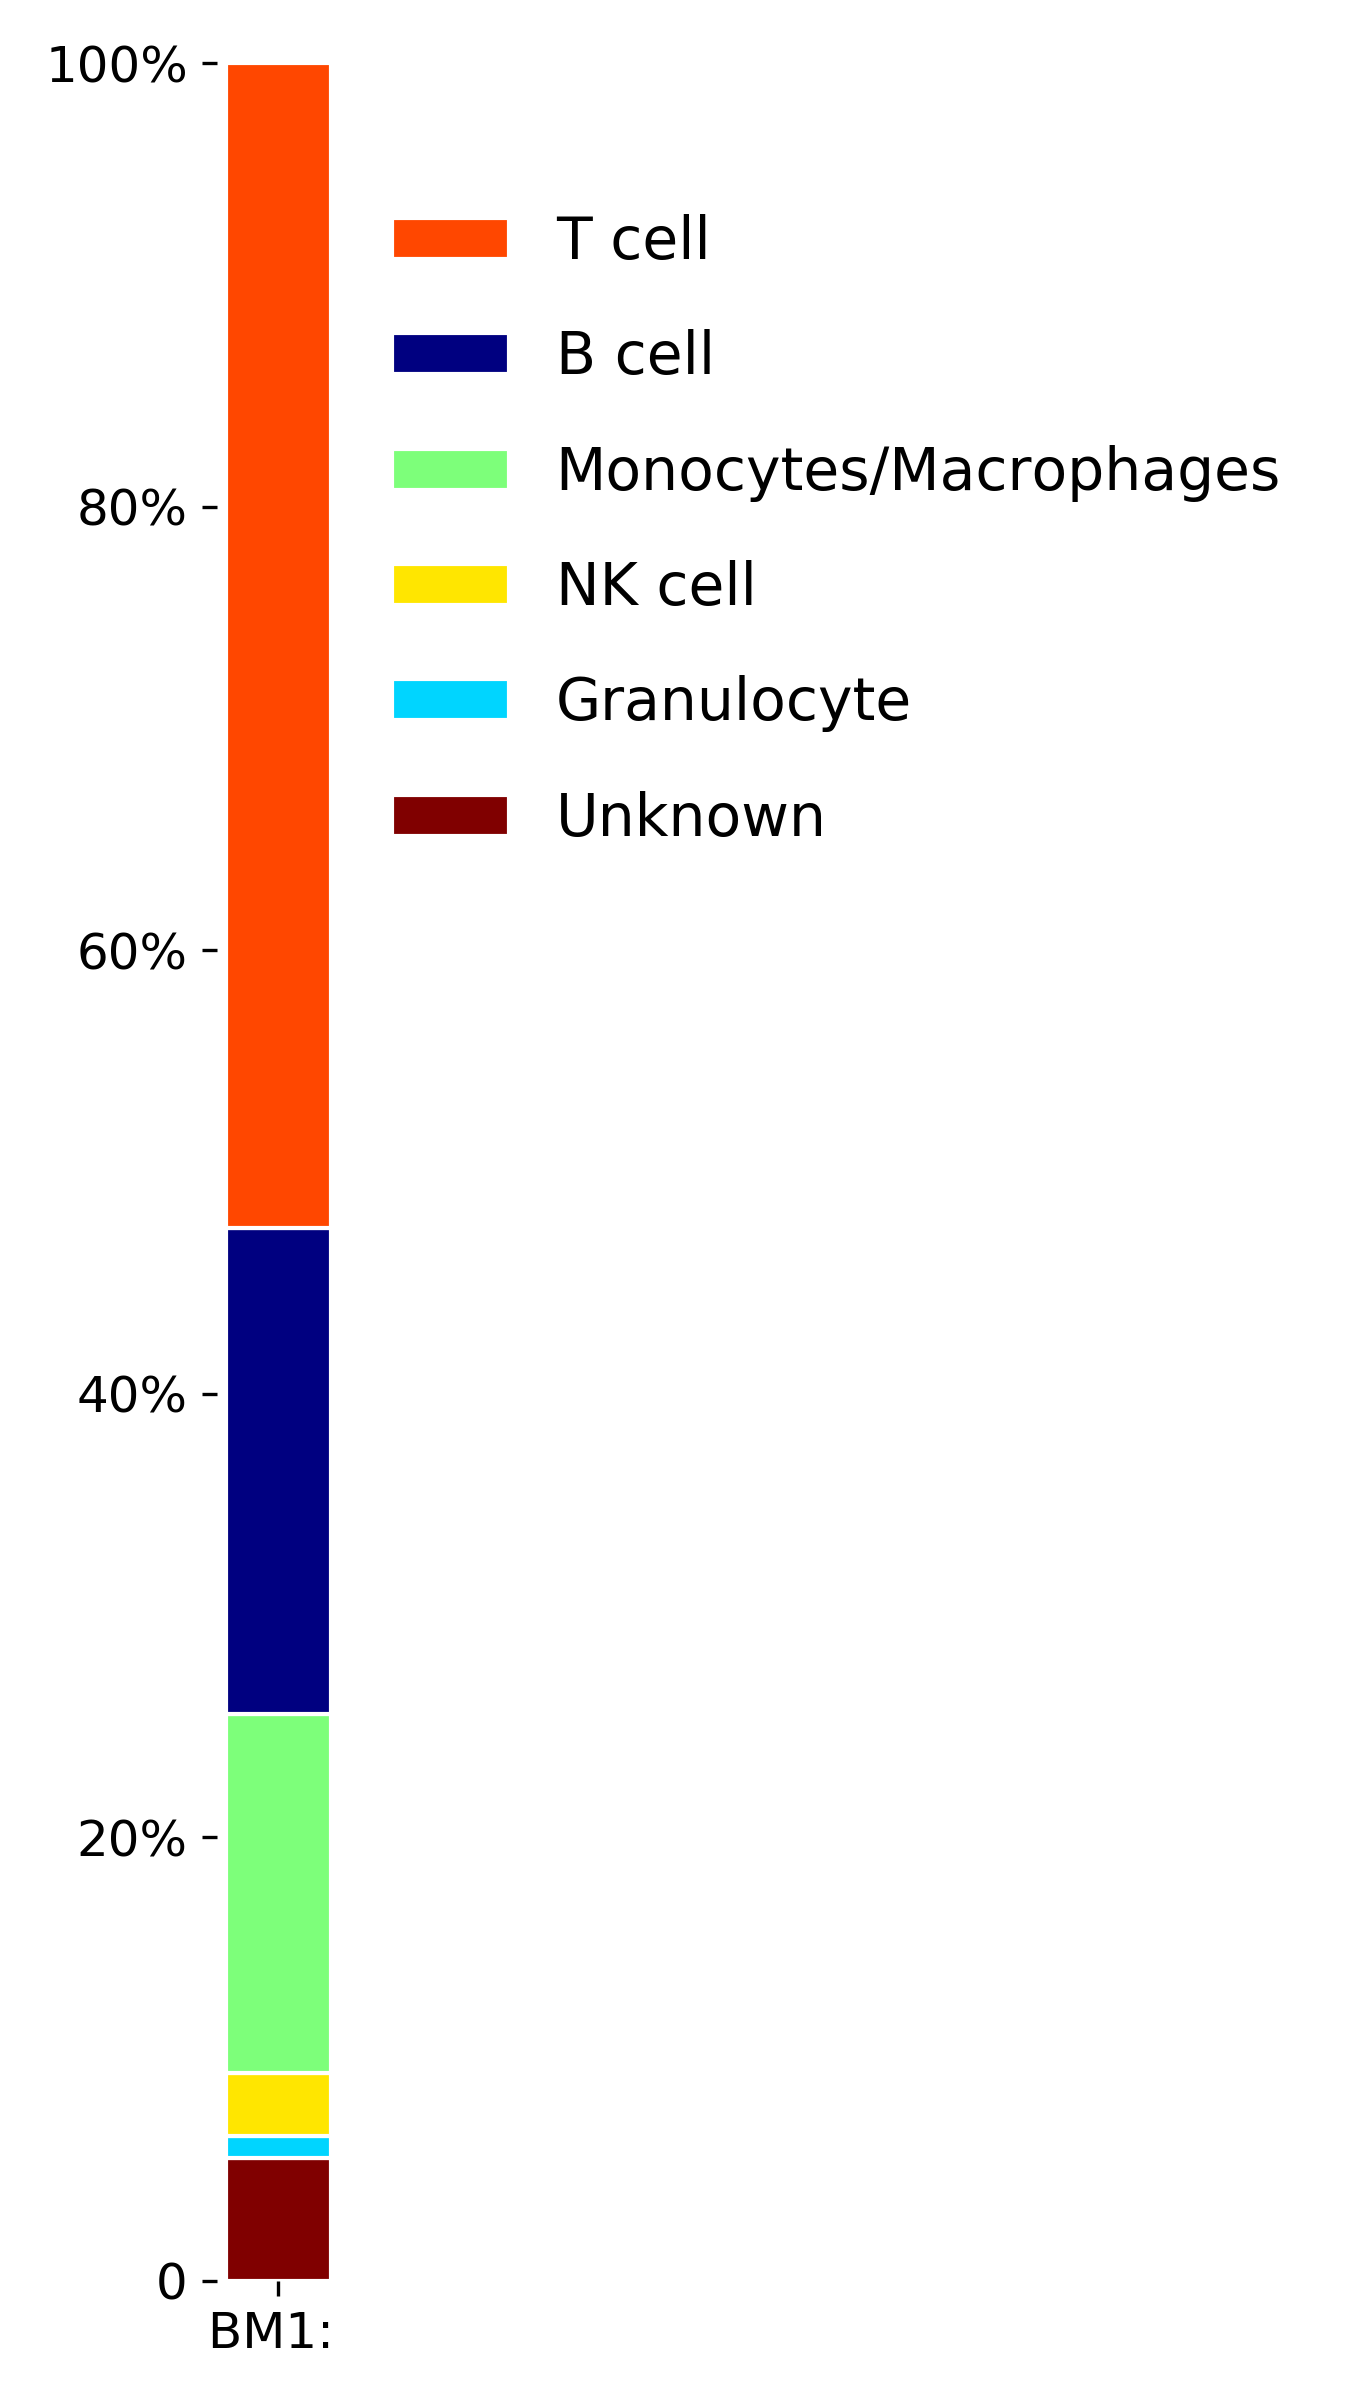 100%
80%
60%
40%
20%
0
BM1:
T cell
B cell
Monocytes/Macrophages
NK cell
Granulocyte
Unknown